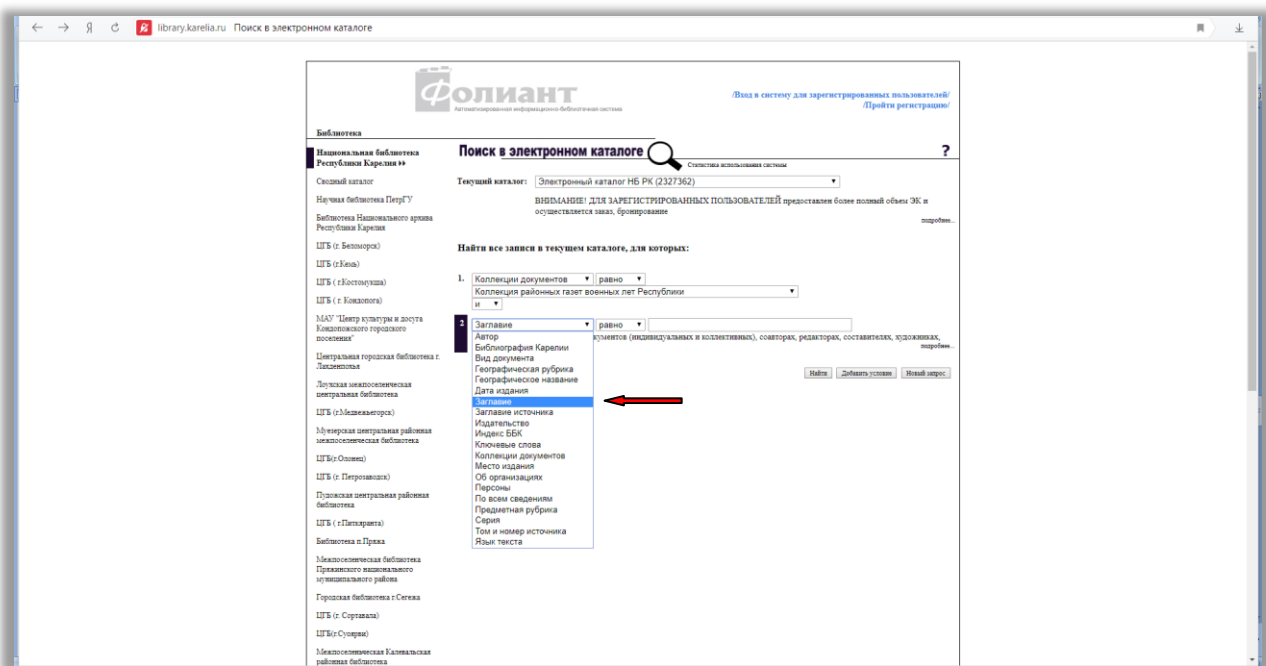 library.karelia.ru Поиск в электронном каталоге
Фолиант
Автоматизированная информационно-библиотечная система
/Вход в систему для зарегистрированных пользователей/
/Пройти регистрацию/
Библиотека
Национальная библиотека
Республики Карелия
Сводный каталог
Научная библиотека ПетрГУ
Библиотека Национального архива
Республики Карелия
ЦГБ (г. Беломорск)
ЦГБ (г.Кемь)
ЦГБ ( г.Костомукша)
ЦГБ ( г. Кондопога)
МАУ "Центр культуры и досуга
Кондопожского городского
поселения"
Центральная городская библиотека г.
Лахденпохья
Лоухская межпоселенческая
центральная библиотека
ЦГБ (г.Медвежьегорск)
Муезерская центральная районная
межпоселенческая библиотека
ЦГБ(г.Олонец)
ЦГБ (г. Петрозаводск)
Пудожская центральная районная
библиотека
ЦГБ ( г.Питкяранта)
Библиотека п.Пряжа
Межпоселенческая библиотека
Пряжинского национального
муниципального района
Городская библиотека г.Сегежа
ЦГБ (г. Сортавала)
ЦГБ(г.Суоярви)
Межпоселенческая Калевальская
районная библиотека
Поиск в электронном каталоге
?
Статистика использования системы
Текущий каталог: Электронный каталог НБ РК (2327362)
ВНИМАНИЕ! ДЛЯ ЗАРЕГИСТРИРОВАННЫХ ПОЛЬЗОВАТЕЛЕЙ предоставлен более полный объем ЭК и
осуществляется заказ, бронирование
подробнее...
Найти все записи в текущем каталоге, для которых:
1. Коллекции документов равно
Коллекция районных газет военных лет Республики
и
2 Заглавие равно
(индивидуальных и коллективных), соавторах, редакторах, составителях, художниках,
подробнее...
Автор
Библиография Карелии
Вид документа
Географическая рубрика
Географическое название
Дата издания
Заглавие
Заглавие источника
Издательство
Индекс ББК
Ключевые слова
Коллекции документов
Место издания
Об организациях
Персоны
По всем сведениям
Предметная рубрика
Серия
Том и номер источника
Язык текста
Найти Добавить условие Новый запрос